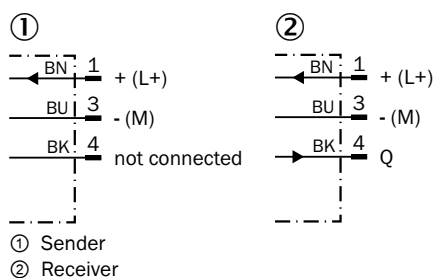 ① ②
BN 1 + (L+) BN 1 + (L+)
BU 3 - (M) BU 3 - (M)
BK 4 not connected BK 4 Q
① Sender
② Receiver